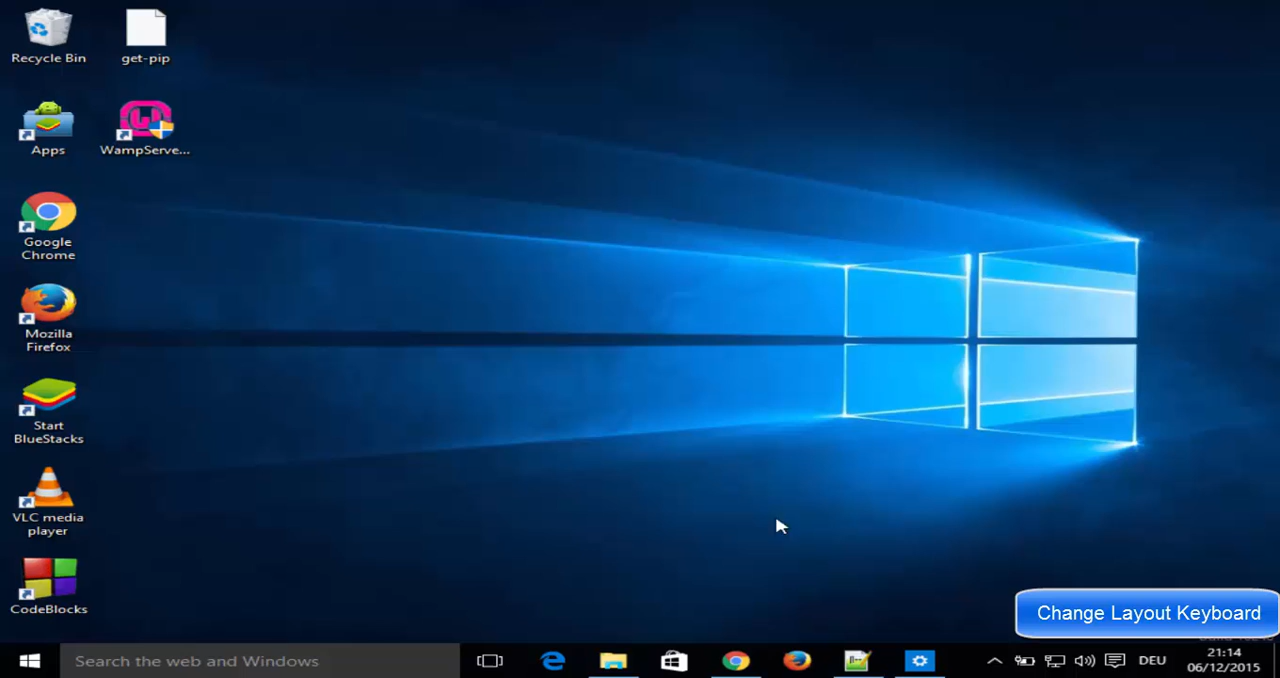 Recycle Bin
get-pip
Apps
WampServe...
Google
Chrome
Mozilla
Firefox
Start
BlueStacks
VLC media
player
CodeBlocks
Change Layout Keyboard
Search the web and Windows
DEU
21:14
06/12/2015